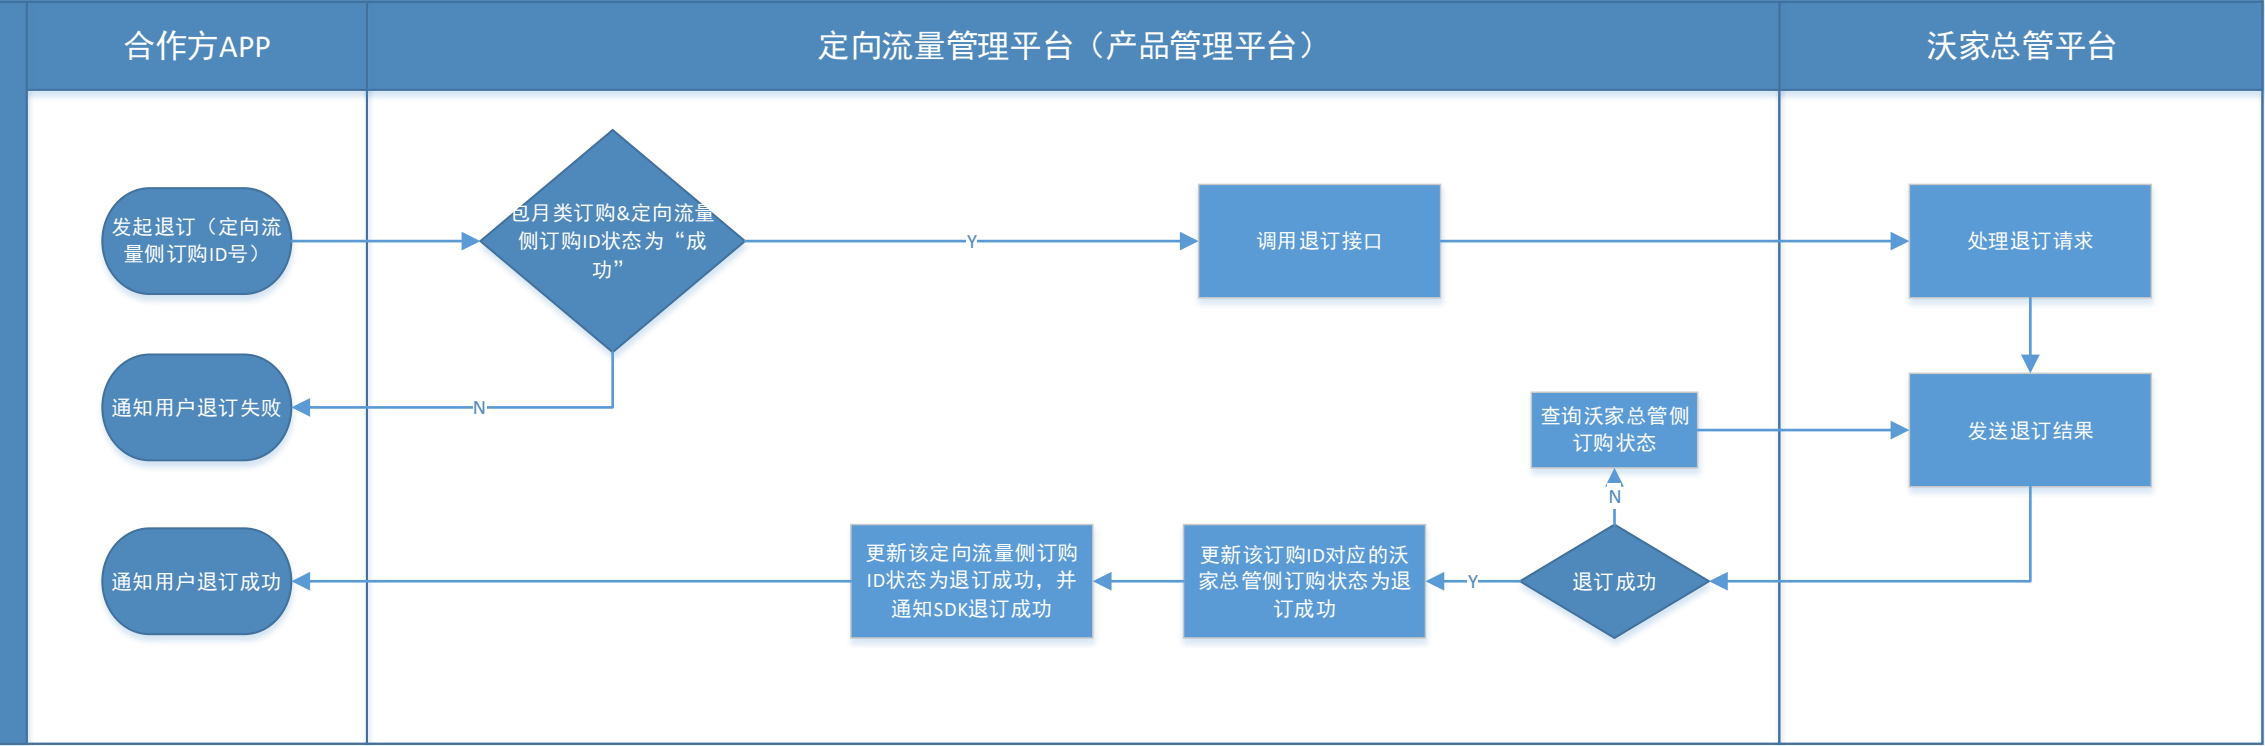 合作方APP
定向流量管理平台（产品管理平台）
沃家总管平台
发起退订（定向流
量侧订购ID号）
包月类订购&定向流量
侧订购ID状态为“成
功”
Y
调用退订接口
处理退订请求
通知用户退订失败
N
查询沃家总管侧
订购状态
发送退订结果
N
通知用户退订成功
更新该定向流量侧订购
ID状态为退订成功，并
通知SDK退订成功
更新该订购ID对应的沃
家总管侧订购状态为退
订成功
Y
退订成功